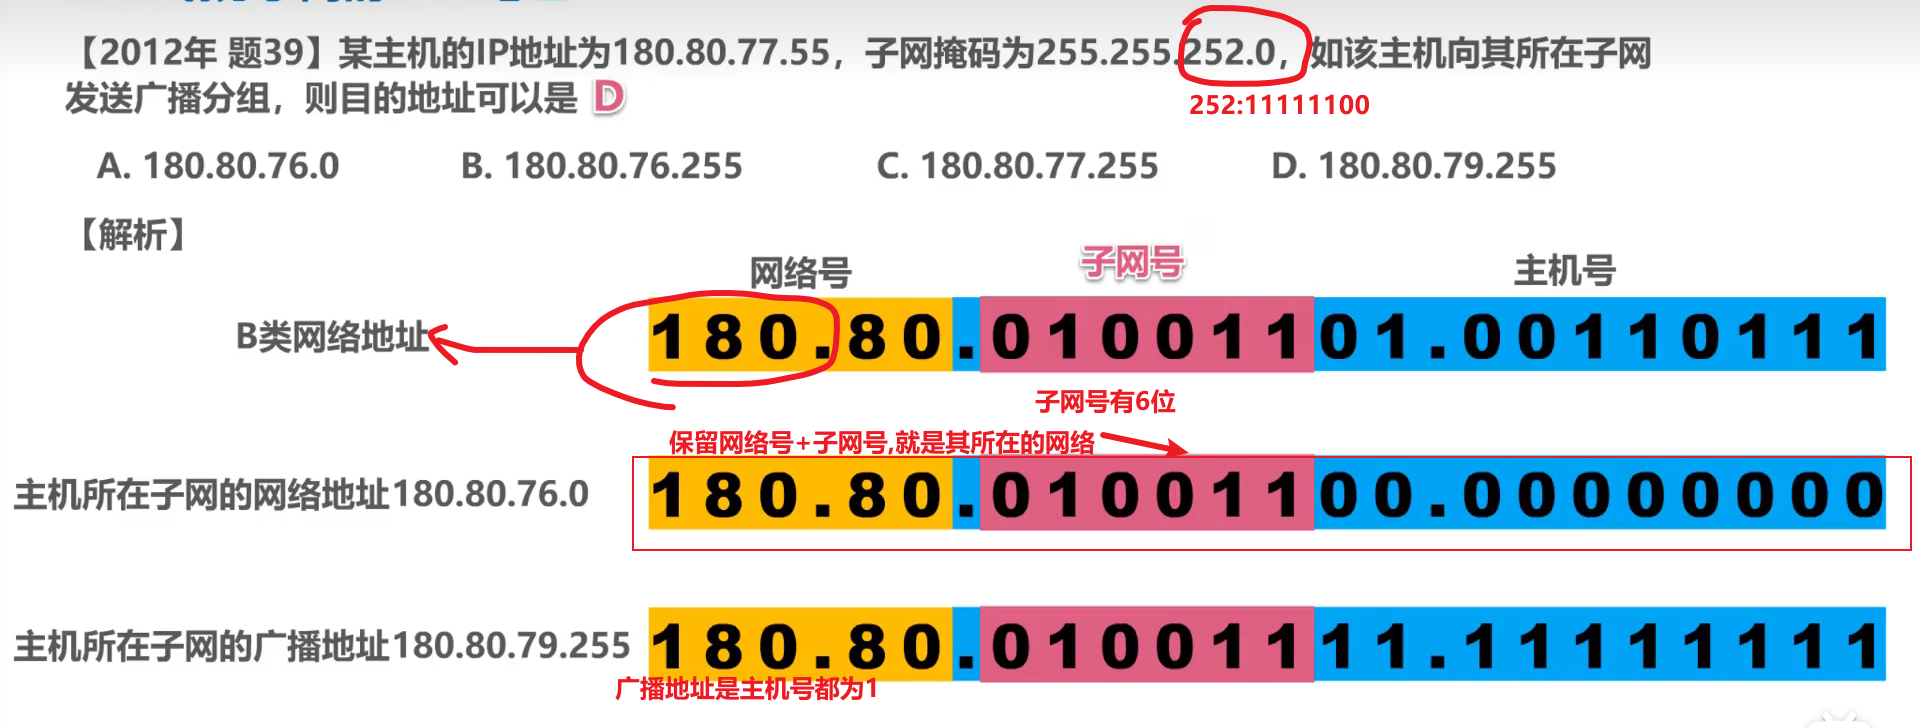 【2012年 题39】某主机的IP地址为180.80.77.55，子网掩码为255.255.252.0，如该主机向其所在子网
发送广播分组，则目的地址可以是 D
252:11111100
A. 180.80.76.0 B. 180.80.76.255 C. 180.80.77.255 D. 180.80.79.255
【解析】
网络号 子网号 主机号
B类网络地址 180.80.01001101.00110111
子网号有6位
保留网络号+子网号,就是其所在的网络
主机所在子网的网络地址180.80.76.0 180.80.01001100.00000000
主机所在子网的广播地址180.80.79.255 180.80.01001111.11111111
广播地址是主机号都为1